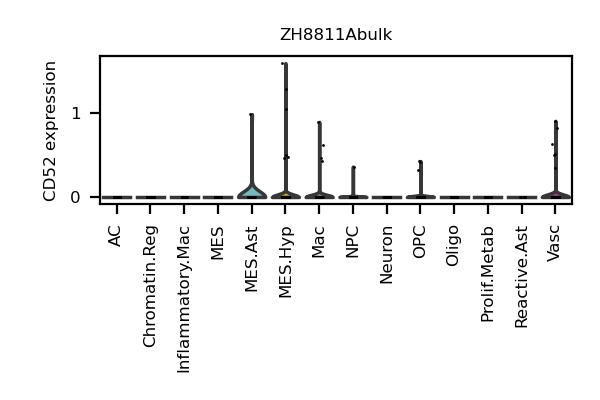 ZH8811Abulk
CD52 expression
1
0
AC
Chromatin.Reg
Inflammatory.Mac
MES
MES.Ast
MES.Hyp
Mac
NPC
Neuron
OPC
Oligo
Prolif.Metab
Reactive.Ast
Vasc